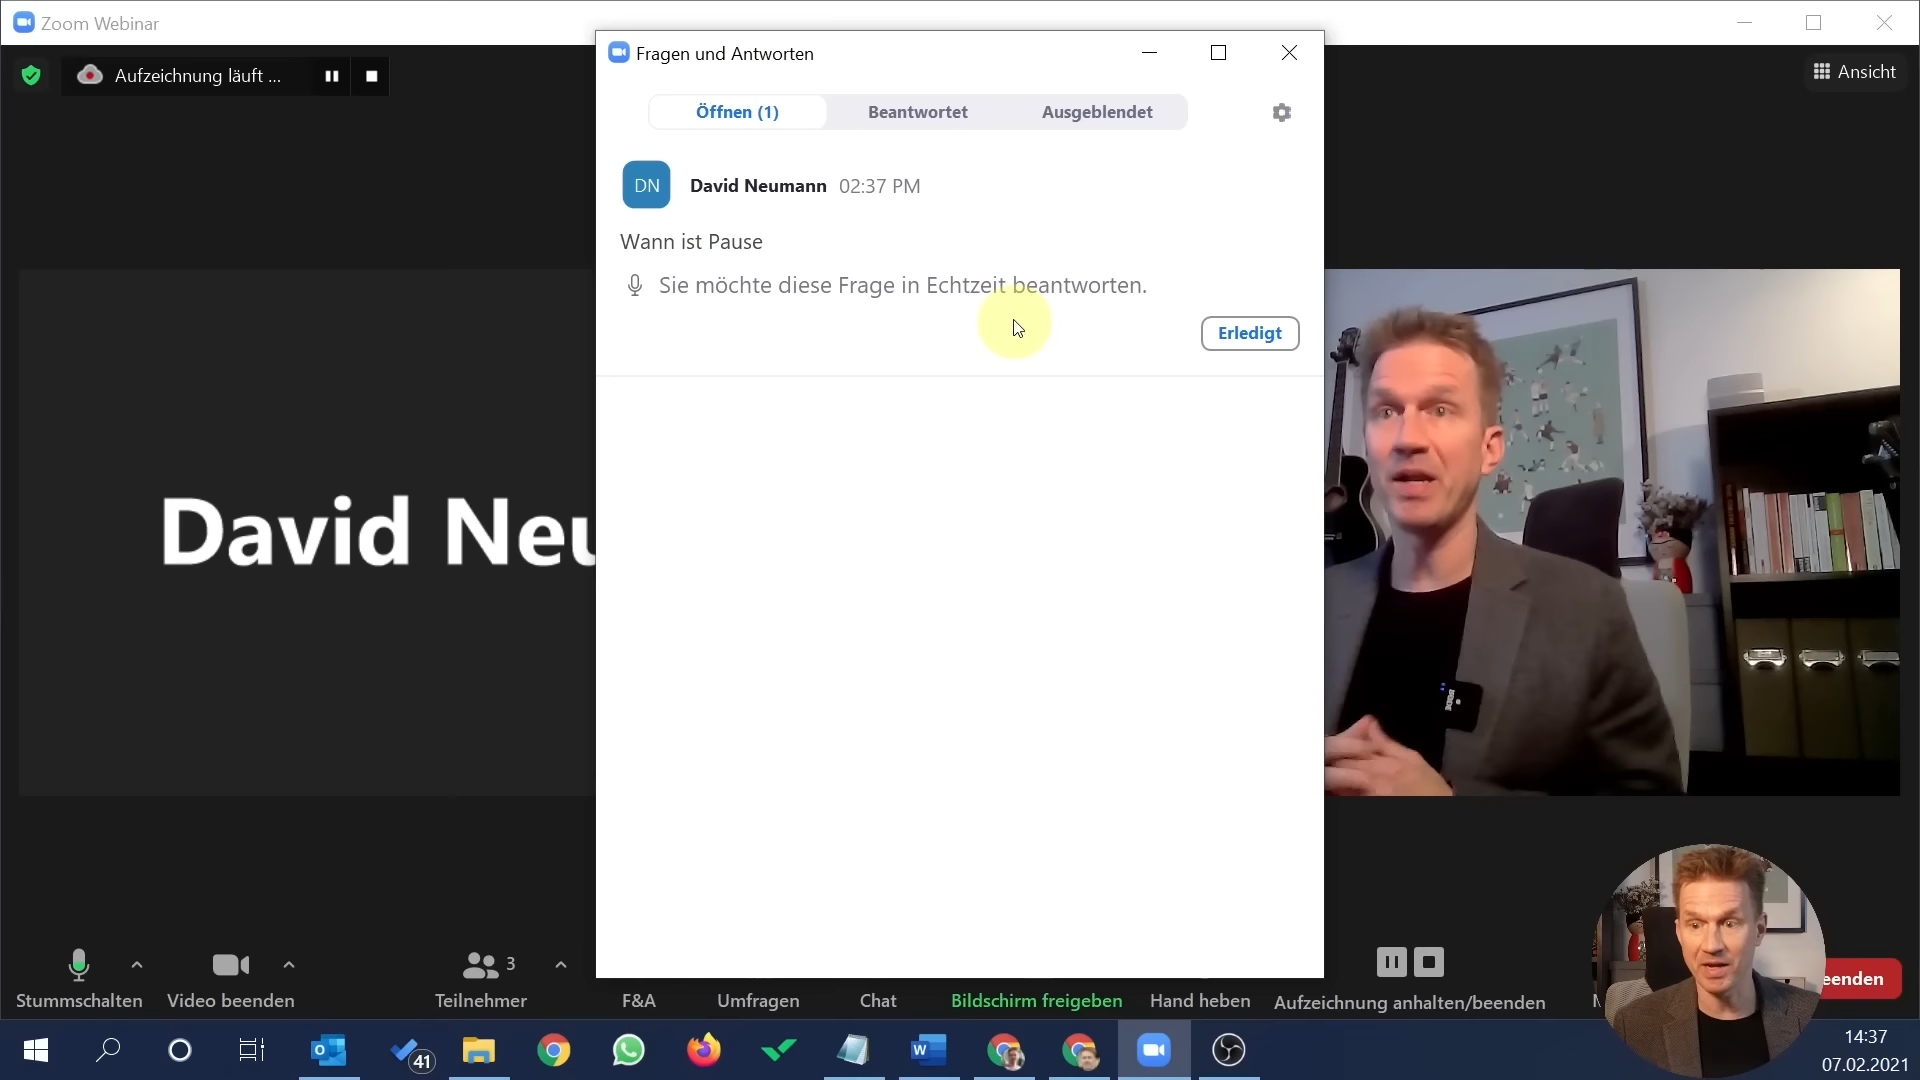 Zoom Webinar
Fragen und Antworten
Aufzeichnung läuft ...
Ansicht
Öffnen (1)
Beantwortet
Ausgeblendet
DN
David Neumann
02:37 PM
Wann ist Pause
Sie möchte diese Frage in Echtzeit beantworten.
Erledigt
David Neu
3
Stummschalten
Video beenden
Teilnehmer
F&A
Umfragen
Chat
Bildschirm freigeben
Hand heben
Aufzeichnung anhalten/beenden
eenden
41
14:37
07.02.2021